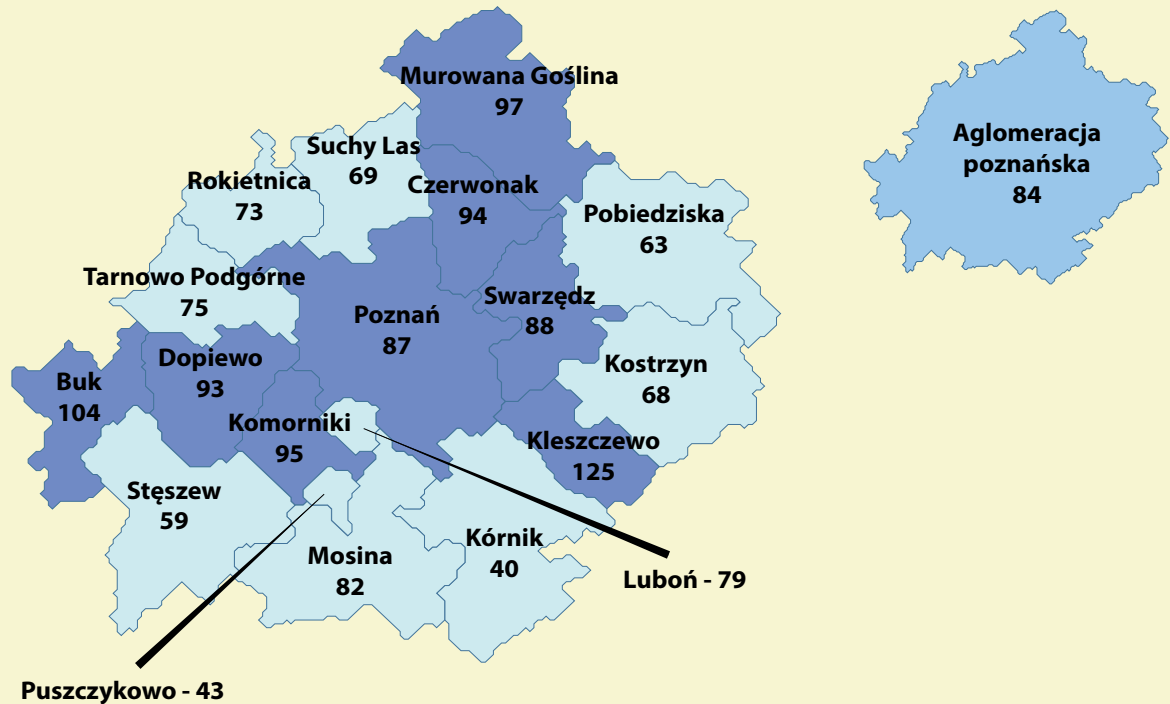 Murowana Goślina
97
Suchy Las
69
Rokietnica
73
Czerwonak
94
Pobiedziska
63
Tarnowo Podgórne
75
Poznań
87
Swarzędz
88
Buk
104
Dopiewo
93
Kostrzyn
68
Komorniki
95
Kleszczewo
125
Stęszew
59
Mosina
82
Kórnik
40
Luboń - 79
Puszczykowo - 43
Aglomeracja
poznańska
84